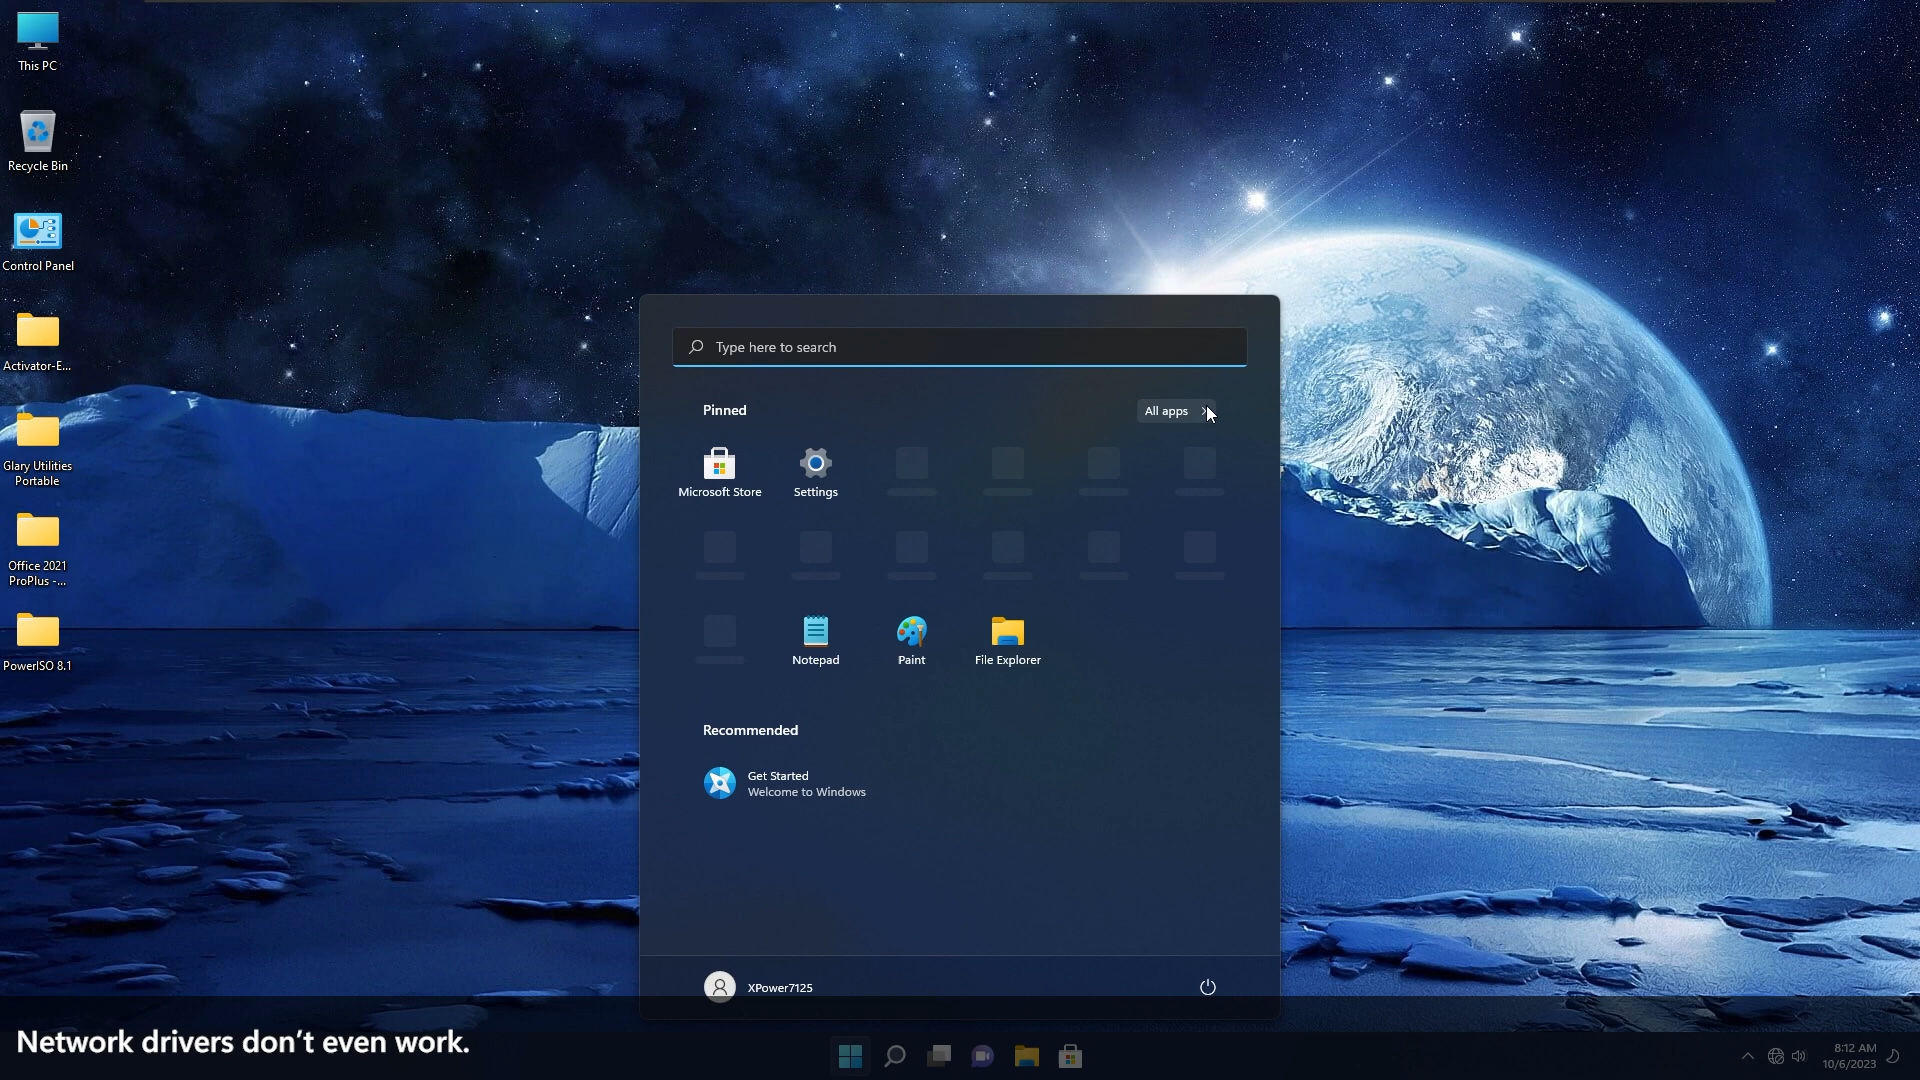 This PC
Recycle Bin
Control Panel
Activator-E...
Glary Utilities
Portable
Office 2021
ProPlus -...
PowerISO 8.1
Type here to search
Pinned
All apps
Microsoft Store
Settings
Notepad
Paint
File Explorer
Recommended
Get Started
Welcome to Windows
XPower7125
Network drivers don't even work.
8:12 AM
10/6/2023